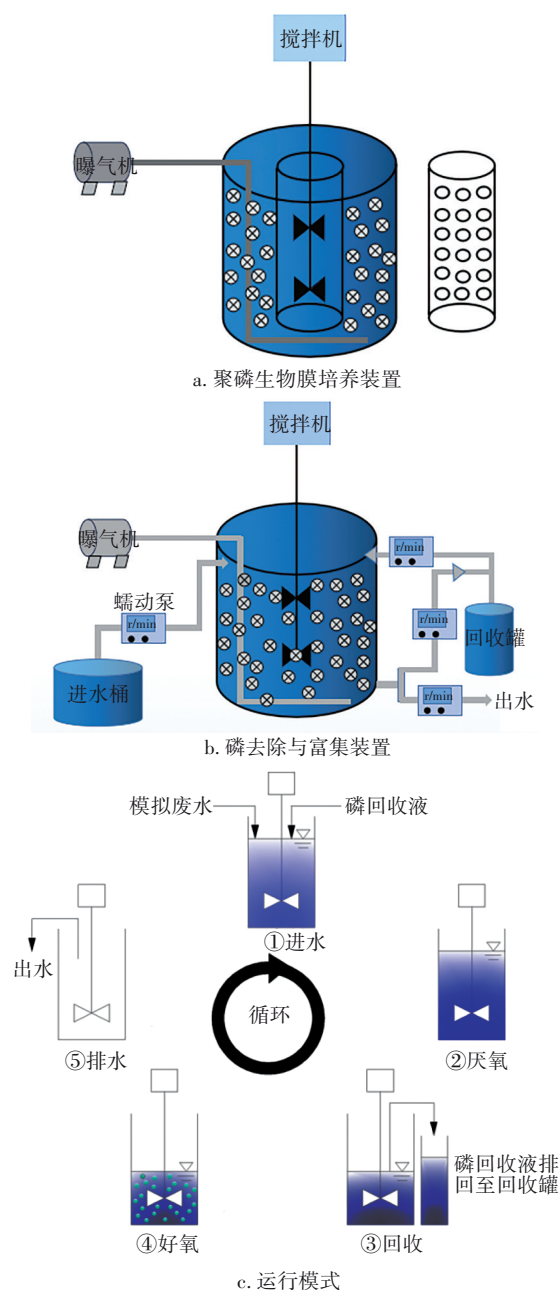 搅拌机
曝气机
a. 聚磷生物膜培养装置
搅拌机
曝气机
蠕动泵
r/min
进水桶
r/min
r/min
回收罐
r/min
出水
b. 磷去除与富集装置
模拟废水
磷回收液
①进水
出水
⑤排水
循环
②厌氧
④好氧
③回收
磷回收液排
回至回收罐
c. 运行模式